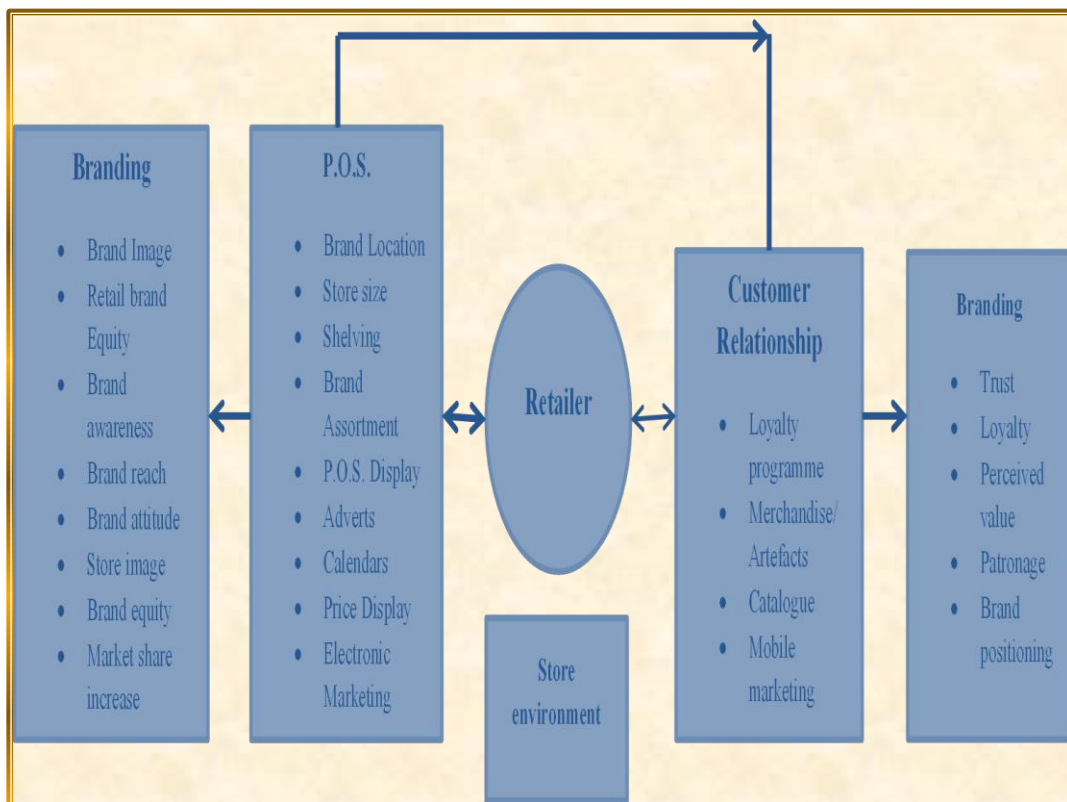 Branding
Brand Image
Retail brand
Equity
Brand
awareness
Brand reach
Brand attitude
Store image
Brand equity
Market share
increase
P.O.S.
Brand Location
Store size
Shelving
Brand
Assortment
P.O.S. Display
Adverts
Calendars
Price Display
Electronic
Marketing
Retailer
Store
environment
Customer
Relationship
Loyalty
programme
Merchandise/
Artefacts
Catalogue
Mobile
marketing
Branding
Trust
Loyalty
Perceived
value
Patronage
Brand
positioning